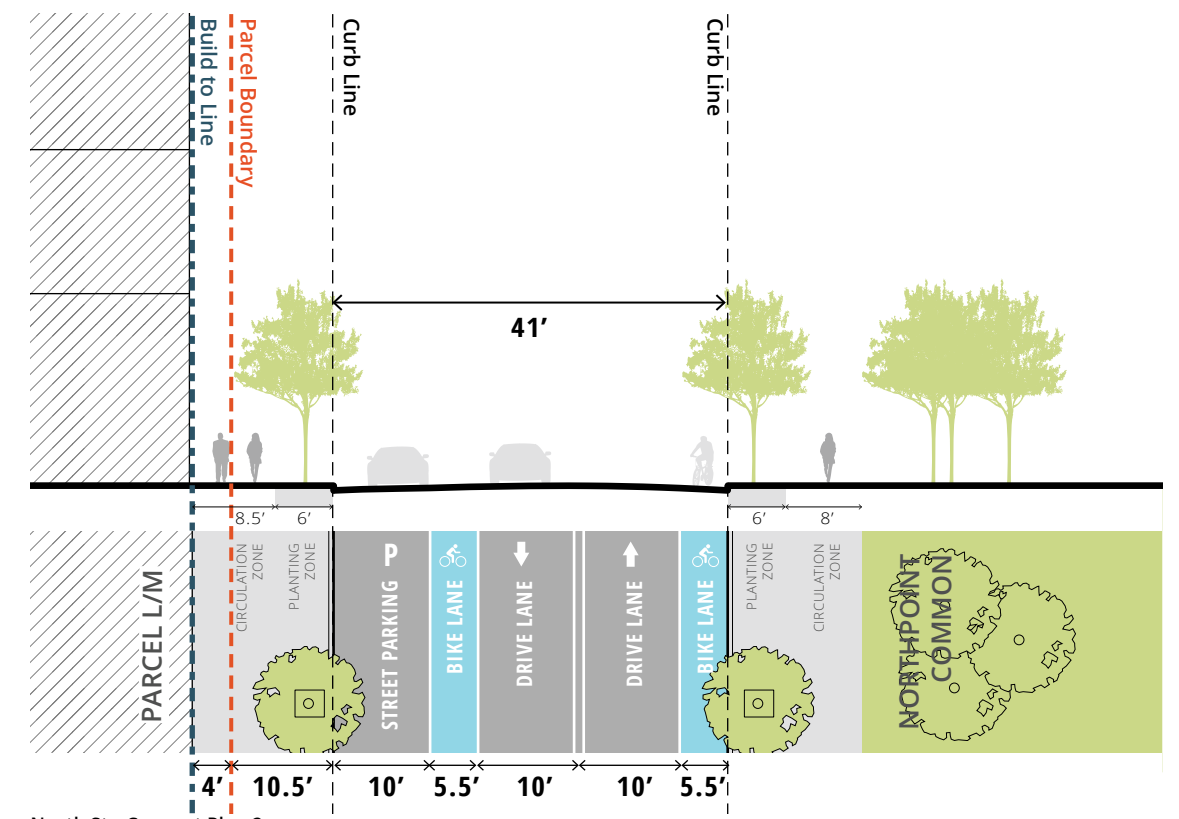 Build to Line
Parcel Boundary
Curb Line
Curb Line
41’
8.5’
6’
6’
8’
PARCEL L/M
CIRCULATION
ZONE
PLANTING
ZONE
P
STREET PARKING
BIKE LANE
DRIVE LANE
DRIVE LANE
BIKE LANE
PLANTING
ZONE
CIRCULATION
ZONE
NORTHPOINT
COMMON
4’
10.5’
10’
5.5’
10’
10’
5.5’